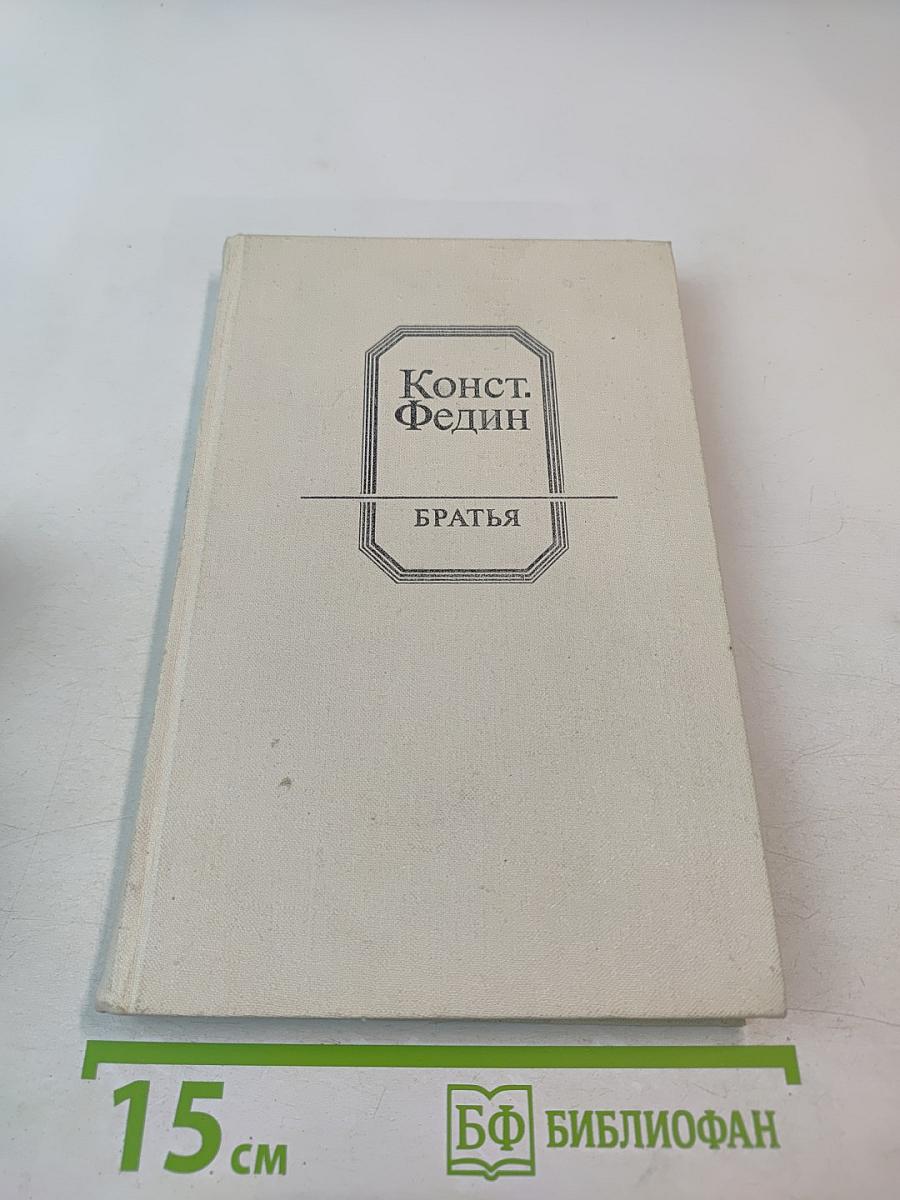 Конст.
Федин
БРАТЬЯ
15 см
БФ БИБЛИОФАН